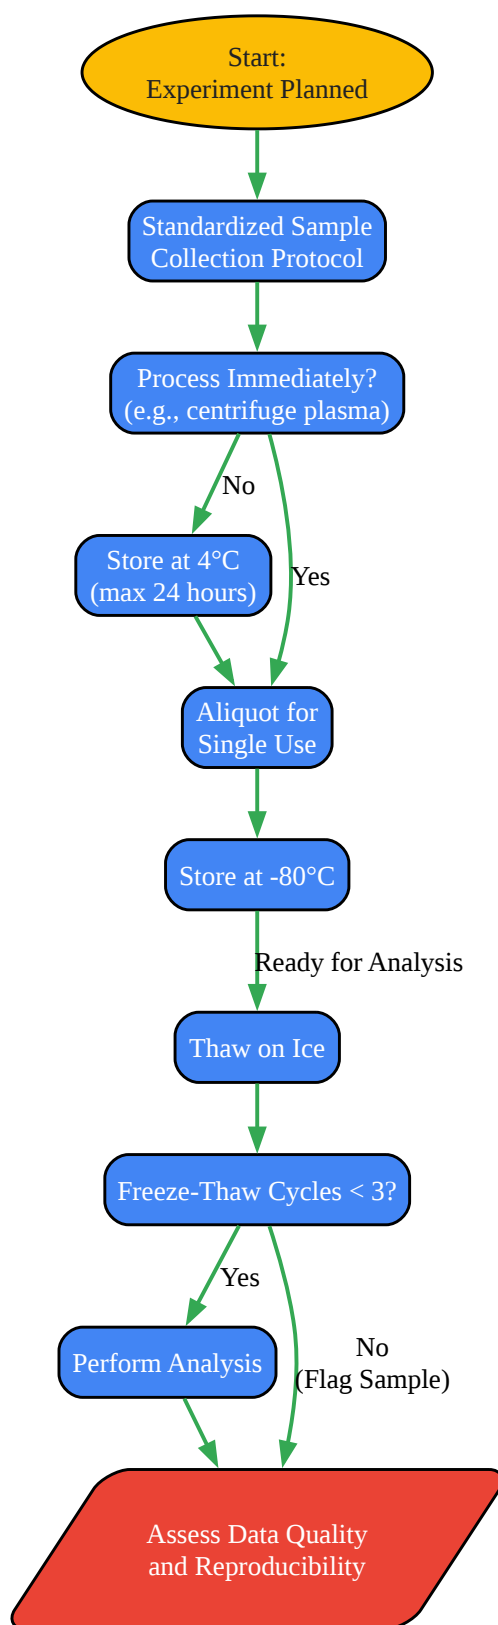 Start:
Experiment Planned
Standardized Sample
Collection Protocol
Process Immediately?
(e.g., centrifuge plasma)
No
Store at 4°C
(max 24 hours)
Yes
Aliquot for
Single Use
Store at -80°C
Ready for Analysis
Thaw on Ice
Freeze-Thaw Cycles < 3?
Yes
Perform Analysis
No
(Flag Sample)
Assess Data Quality
and Reproducibility